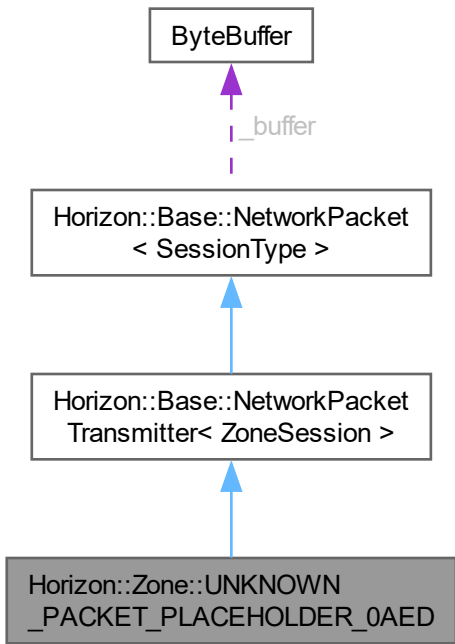 ByteBuffer
_buffer
Horizon::Base::NetworkPacket
< SessionType >
Horizon::Base::NetworkPacket
Transmitter< ZoneSession >
Horizon::Zone::UNKNOWN
_PACKET_PLACEHOLDER_0AED